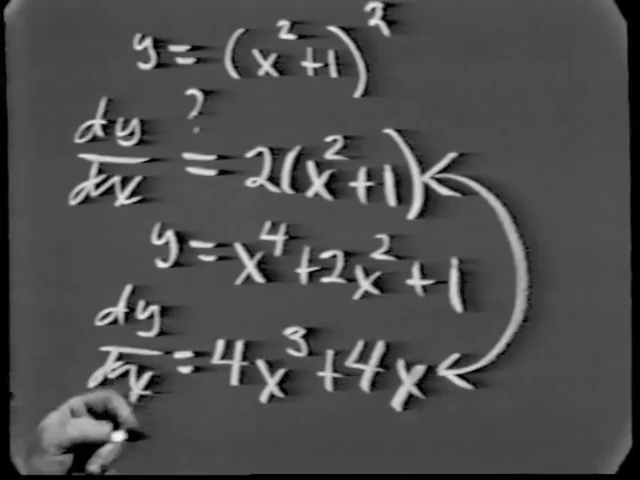 y = (x²+1)²
dy/dx ?= 2(x²+1)
y = x⁴+2x²+1
dy/dx = 4x³+4x